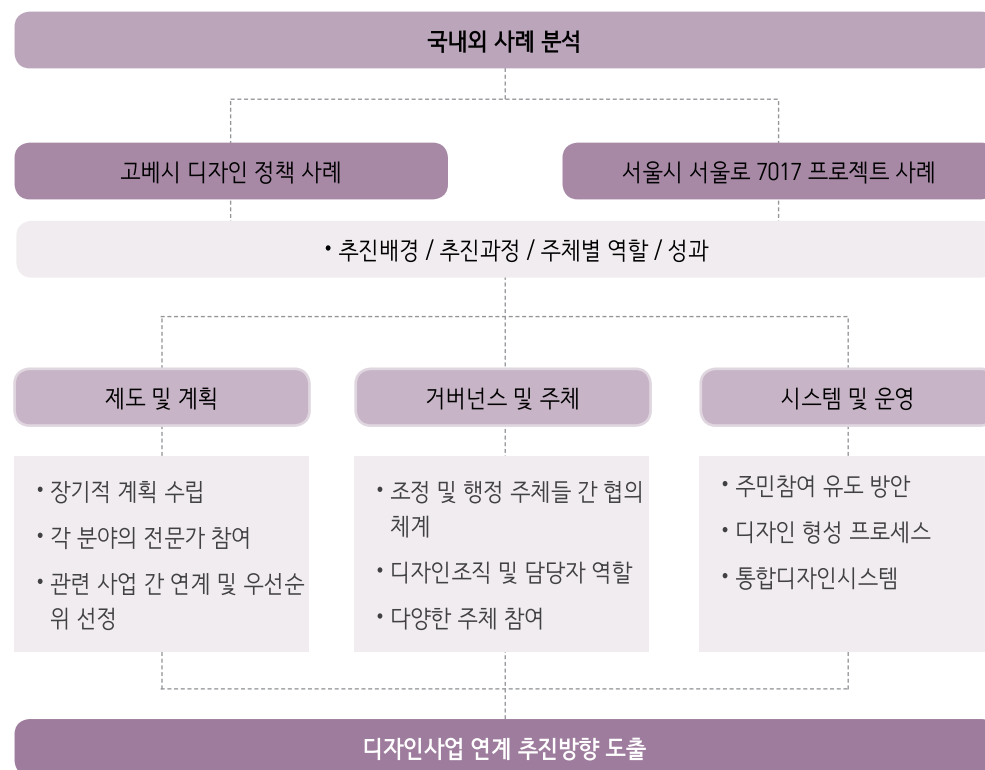 국내외 사례 분석
고베시 디자인 정책 사례
서울시 서울로 7017 프로젝트 사례
• 추진배경 / 추진과정 / 주체별 역할 / 성과
제도 및 계획
• 장기적 계획 수립
• 각 분야의 전문가 참여
• 관련 사업 간 연계 및 우선순
위 선정
거버넌스 및 주체
• 조정 및 행정 주체들 간 협의
체계
• 디자인조직 및 담당자 역할
• 다양한 주체 참여
시스템 및 운영
• 주민참여 유도 방안
• 디자인 형성 프로세스
• 통합디자인시스템
디자인사업 연계 추진방향 도출